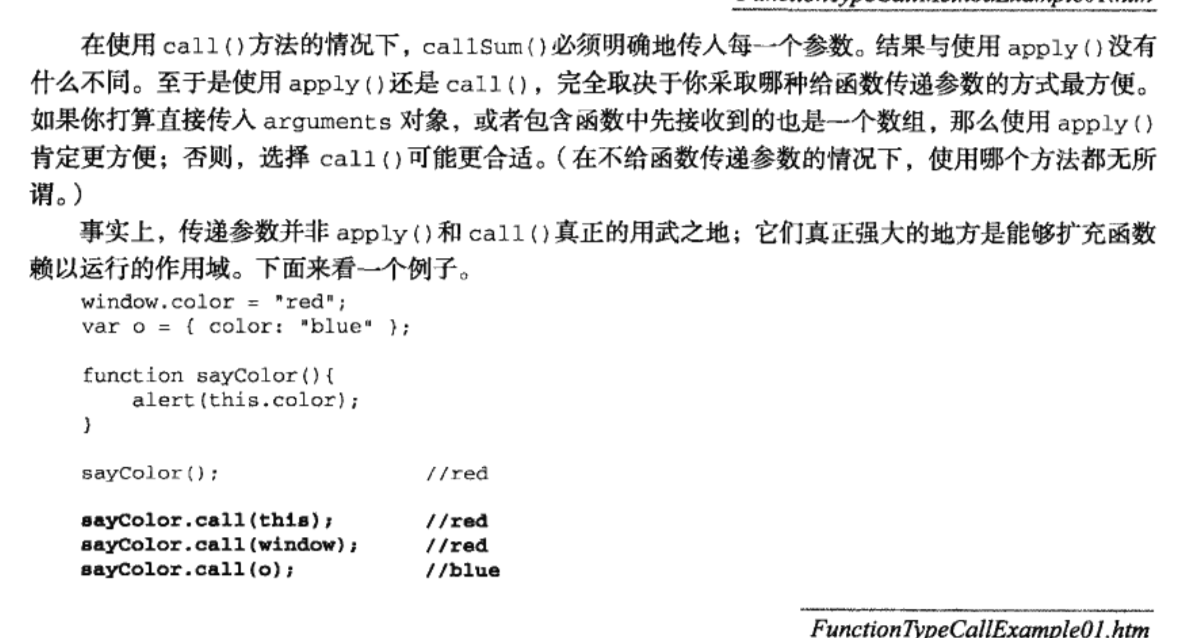 FunctionTypeCallMethodExample01.htm
在使用 call()方法的情况下，callSum()必须明确地传入每一个参数。结果与使用 apply()没有
什么不同。至于是使用 apply()还是 call()，完全取决于你采取哪种给函数传递参数的方式最方便。
如果你打算直接传入 arguments 对象，或者包含函数中先接收到的也是一个数组，那么使用 apply()
肯定更方便；否则，选择 call()可能更合适。（在不给函数传递参数的情况下，使用哪个方法都无所
谓。）
事实上，传递参数并非 apply()和 call()真正的用武之地；它们真正强大的地方是能够扩充函数
赖以运行的作用域。下面来看一个例子。
window.color = "red";
var o = { color: "blue" };
function sayColor(){
alert(this.color);
}
sayColor(); //red
sayColor.call(this); //red
sayColor.call(window); //red
sayColor.call(o); //blue
FunctionTypeCallExample01.htm